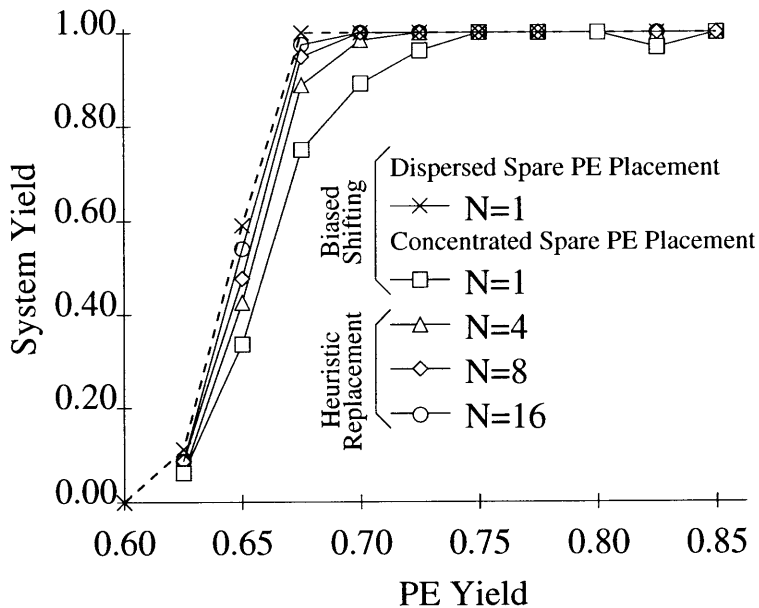 1.00
0.80
0.60
0.40
0.20
0.00
System Yield
0.60 0.65 0.70 0.75 0.80 0.85
PE Yield
Biased
Shifting
Dispersed Spare PE Placement
N=1
Concentrated Spare PE Placement
N=1
Heuristic
Replacement
N=4
N=8
N=16